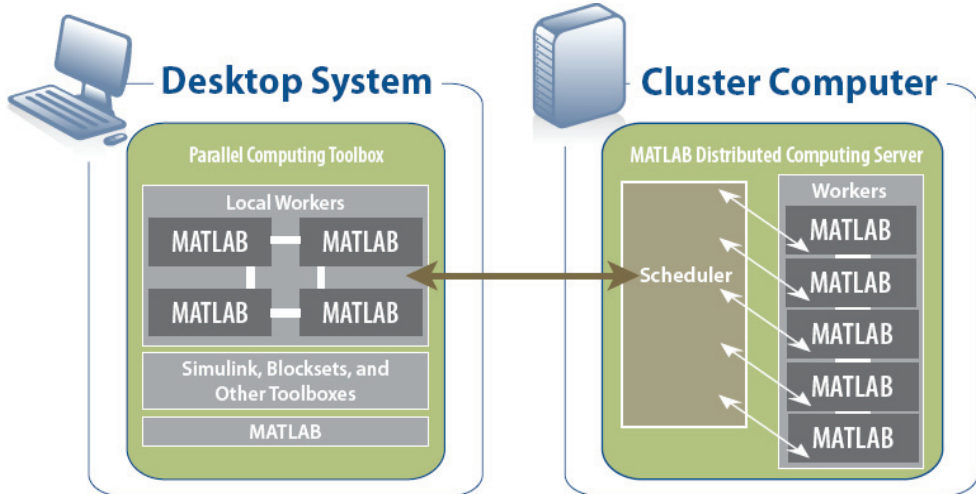 Desktop System
Parallel Computing Toolbox
Local Workers
MATLAB MATLAB
MATLAB MATLAB
Simulink, Blocksets, and
Other Toolboxes
MATLAB
Cluster Computer
MATLAB Distributed Computing Server
Scheduler
Workers
MATLAB
MATLAB
MATLAB
MATLAB
MATLAB